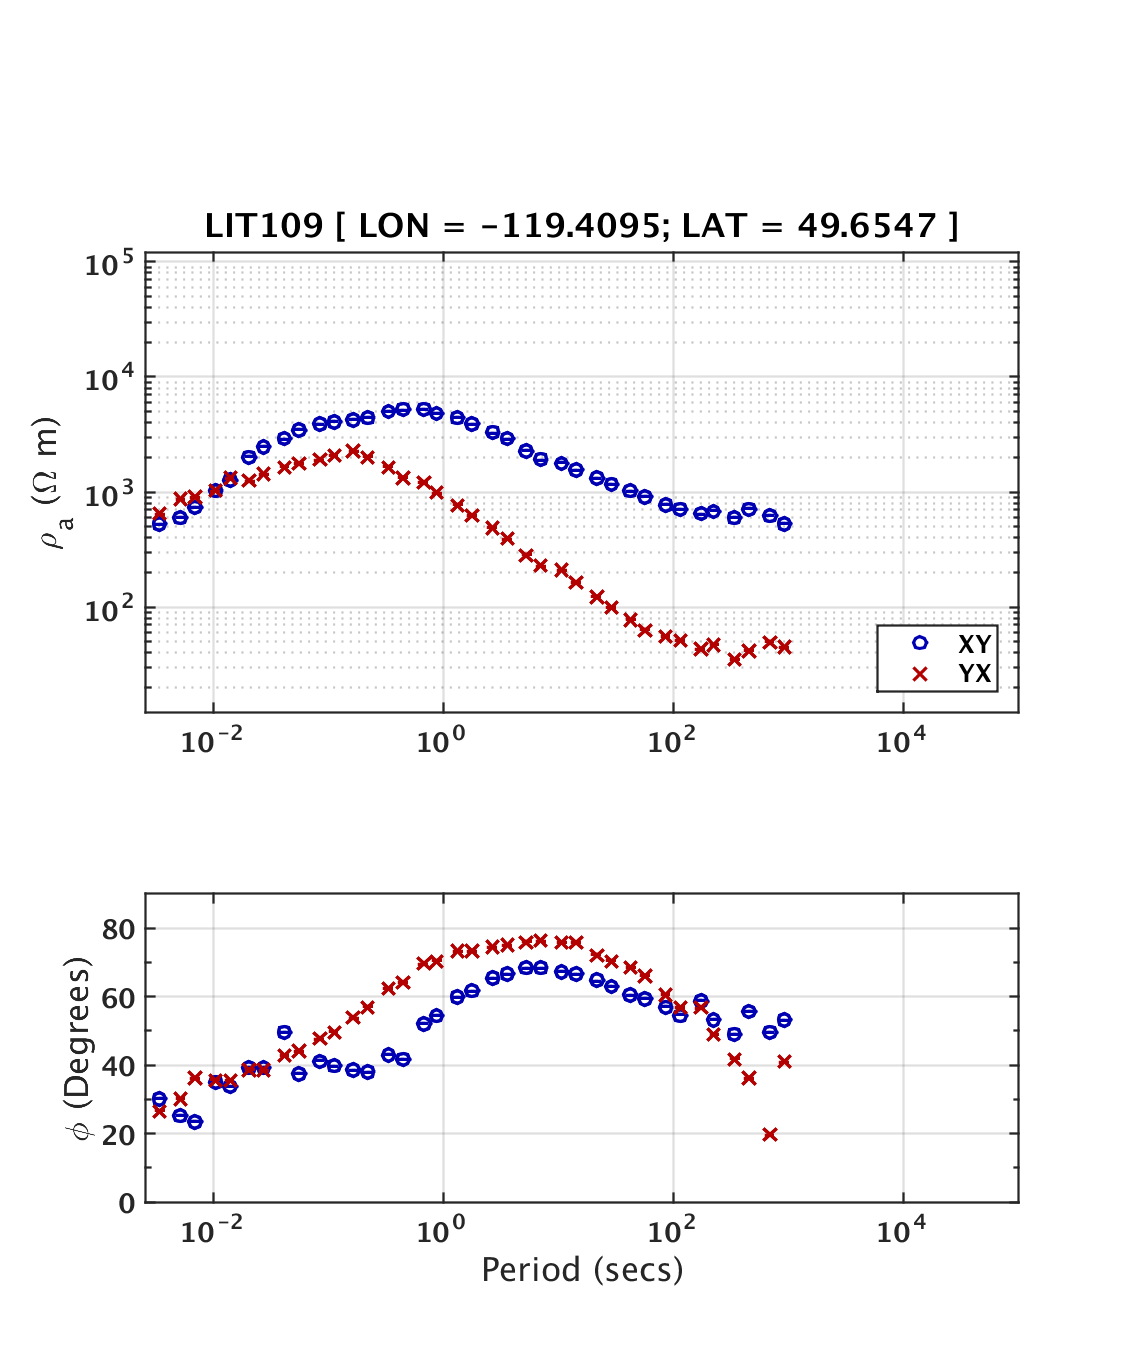 LIT109 [ LON = -119.4095; LAT = 49.6547 ]
10^5
10^4
10^3
10^2
ρ_a (Ω m)
XY
YX
10^-2 10^0 10^2 10^4
80
60
40
20
0
ϕ (Degrees)
10^-2 10^0 10^2 10^4
Period (secs)